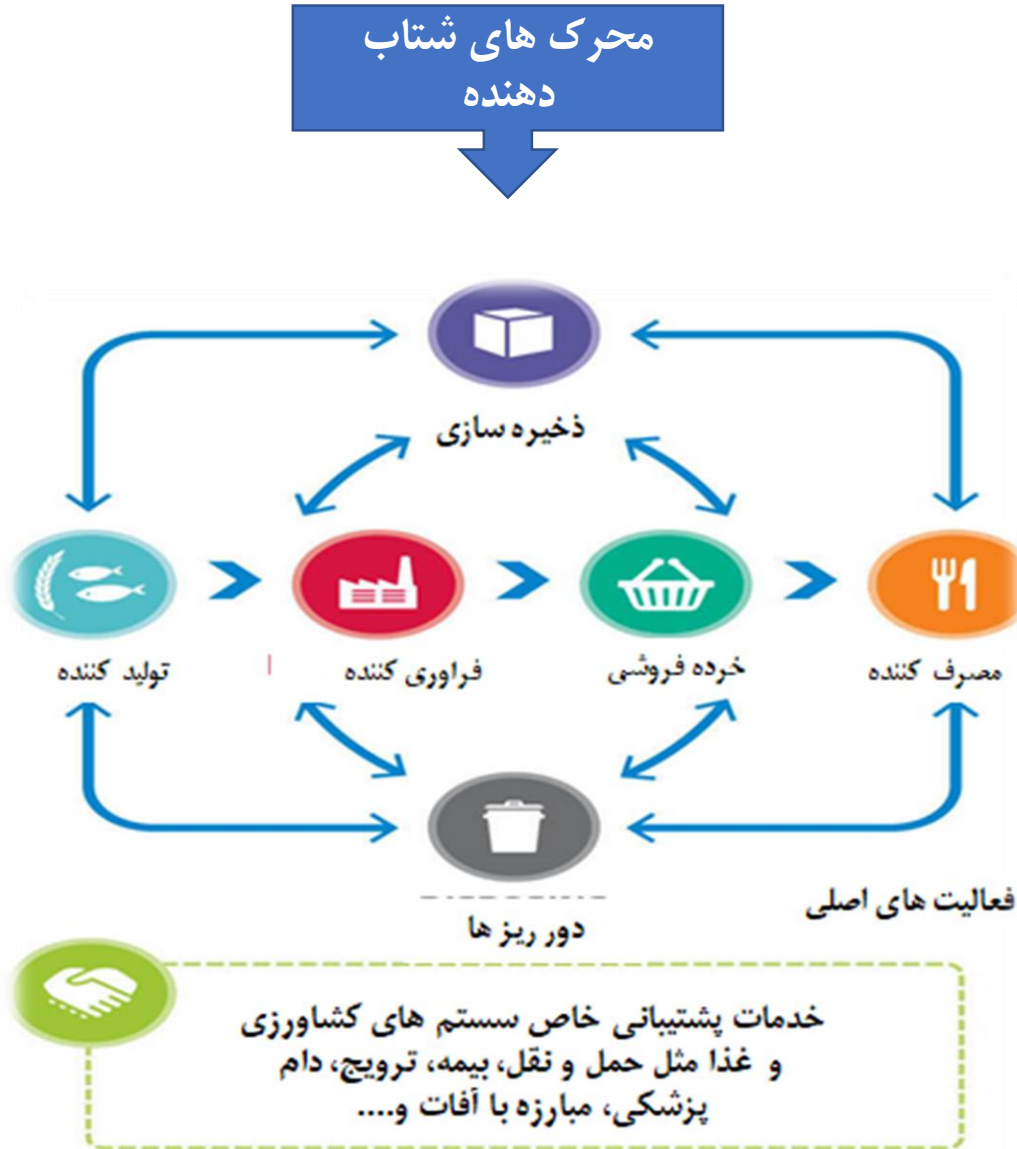 محرک های شتاب
دهنده
ذخیره سازی
تولید کننده
فراوری کننده
خرده فروشی
مصرف کننده
دور ریز ها
فعالیت های اصلی
خدمات پشتیبانی خاص سستم های کشاورزی
و غذا مثل حمل و نقل، بیمه، ترویج، دام
پزشکی، مبارزه با آفات و....